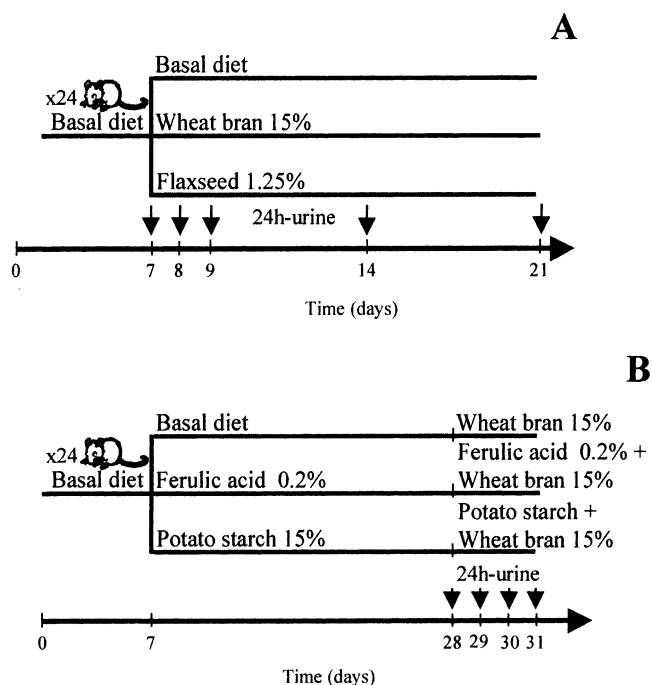 A
Basal diet
x24
Basal diet Wheat bran 15%
Flaxseed 1.25%
24h-urine
0 7 8 9 14 21
Time (days)
B
Basal diet Wheat bran 15%
x24 Ferulic acid 0.2% +
Basal diet Ferulic acid 0.2% Wheat bran 15%
Potato starch +
Potato starch 15% Wheat bran 15%
24h-urine
0 7 28 29 30 31
Time (days)